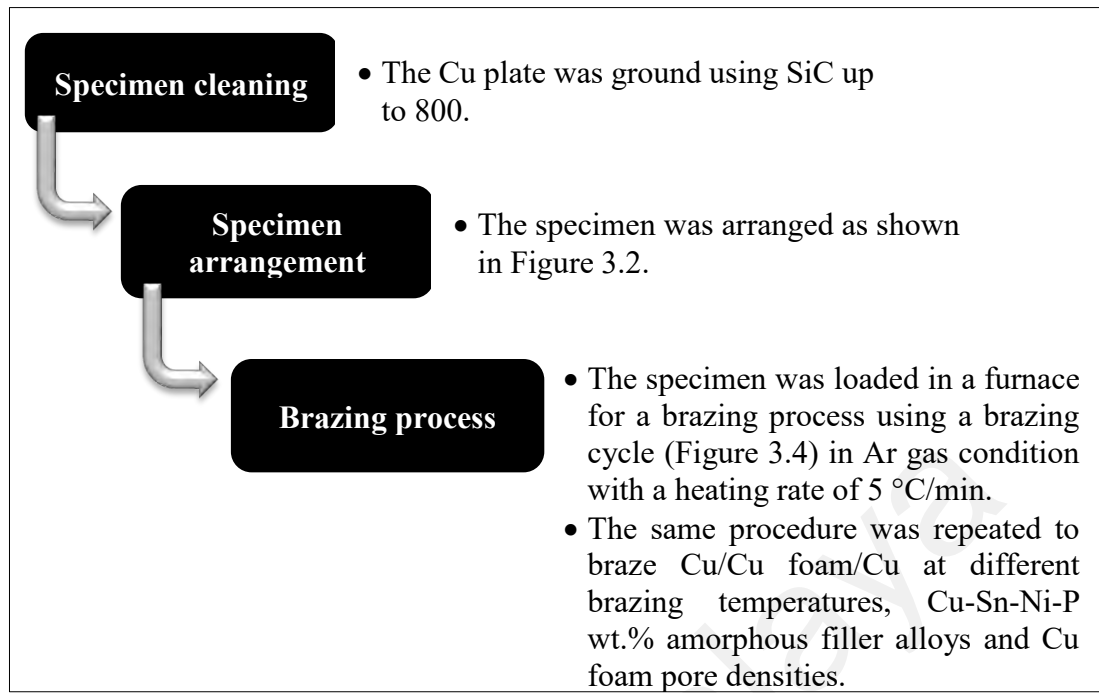 Specimen cleaning
• The Cu plate was ground using SiC up
to 800.
Specimen
arrangement
• The specimen was arranged as shown
in Figure 3.2.
Brazing process
• The specimen was loaded in a furnace
for a brazing process using a brazing
cycle (Figure 3.4) in Ar gas condition
with a heating rate of 5 °C/min.
• The same procedure was repeated to
braze Cu/Cu foam/Cu at different
brazing temperatures, Cu-Sn-Ni-P
wt.% amorphous filler alloys and Cu
foam pore densities.